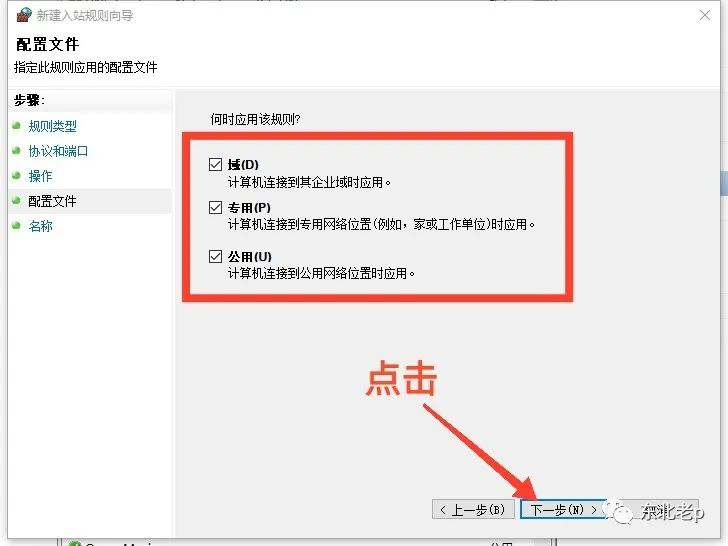 新建入站规则向导
配置文件
指定此规则应用的配置文件
步骤:
规则类型
协议和端口
操作
配置文件
名称
何时应用该规则?
域(D)
计算机连接到其企业域时应用。
专用(P)
计算机连接到专用网络位置(例如，家或工作单位)时应用。
公用(U)
计算机连接到公用网络位置时应用。
点击
< 上一步(B)
下一步(N) >
取消
东北老p
公用